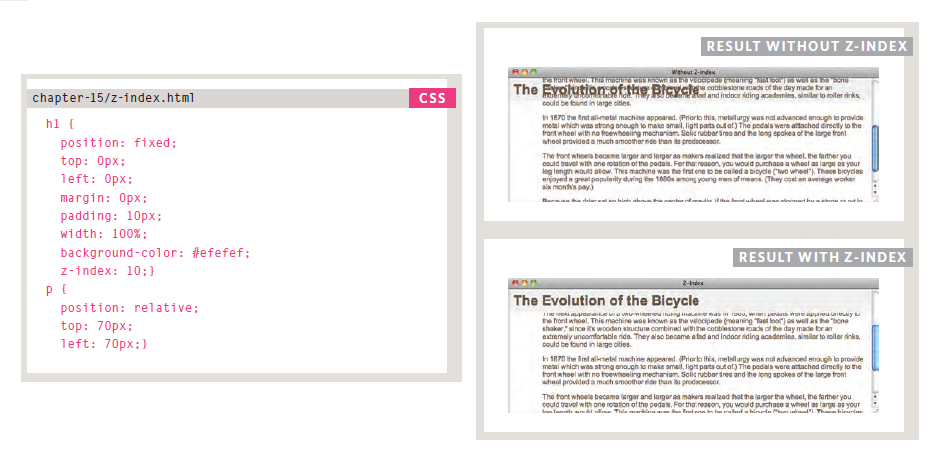 chapter-15/z-index.html
CSS
h1 {
position: fixed;
top: 0px;
left: 0px;
margin: 0px;
padding: 10px;
width: 100%;
background-color: #efefef;
z-index: 10;}
p {
position: relative;
top: 70px;
left: 70px;}
RESULT WITHOUT Z-INDEX
Without Z-Index
the front wheel. This machine was known as the velocipede (meaning "fast foot") as well as the "bone
The Evolution of the Bicycle
extremely uncomfortable ride. They also became a fad and indoor riding academies, similar to roller rinks,
could be found in large cities.
In 1870 the first all-metal machine appeared. (Prior to this, metallurgy was not advanced enough to provide
metal which was strong enough to make small, light parts out of.) The pedals were attached directly to the
front wheel with no freewheeling mechanism. Solid rubber tires and the long spokes of the large front
wheel provided a much smoother ride than its predecessor.
The front wheels became larger and larger as makers realized that the larger the wheel, the farther you
could travel with one rotation of the pedals. For that reason, you would purchase a wheel as large as your
leg length would allow. This machine was the first one to be called a bicycle ("two wheel"). These bicycles
enjoyed a great popularity during the 1880s among young men of means. (They cost an average worker
six month's pay.)
Because the rider sat so high above the center of gravity, if the front wheel was stopped by a stone or rut in
RESULT WITH Z-INDEX
Z-Index
The Evolution of the Bicycle
The next appearance of a two-wheeled riding machine was in 1865, when pedals were applied directly to
the front wheel. This machine was known as the velocipede (meaning "fast foot") as well as the "bone
shaker," since it's wooden structure combined with the cobblestone roads of the day made for an
extremely uncomfortable ride. They also became a fad and indoor riding academies, similar to roller rinks,
could be found in large cities.
In 1870 the first all-metal machine appeared. (Prior to this, metallurgy was not advanced enough to provide
metal which was strong enough to make small, light parts out of.) The pedals were attached directly to the
front wheel with no freewheeling mechanism. Solid rubber tires and the long spokes of the large front
wheel provided a much smoother ride than its predecessor.
The front wheels became larger and larger as makers realized that the larger the wheel, the farther you
could travel with one rotation of the pedals. For that reason, you would purchase a wheel as large as your
leg length would allow. This machine was the first one to be called a bicycle ("two wheel"). These bicycles